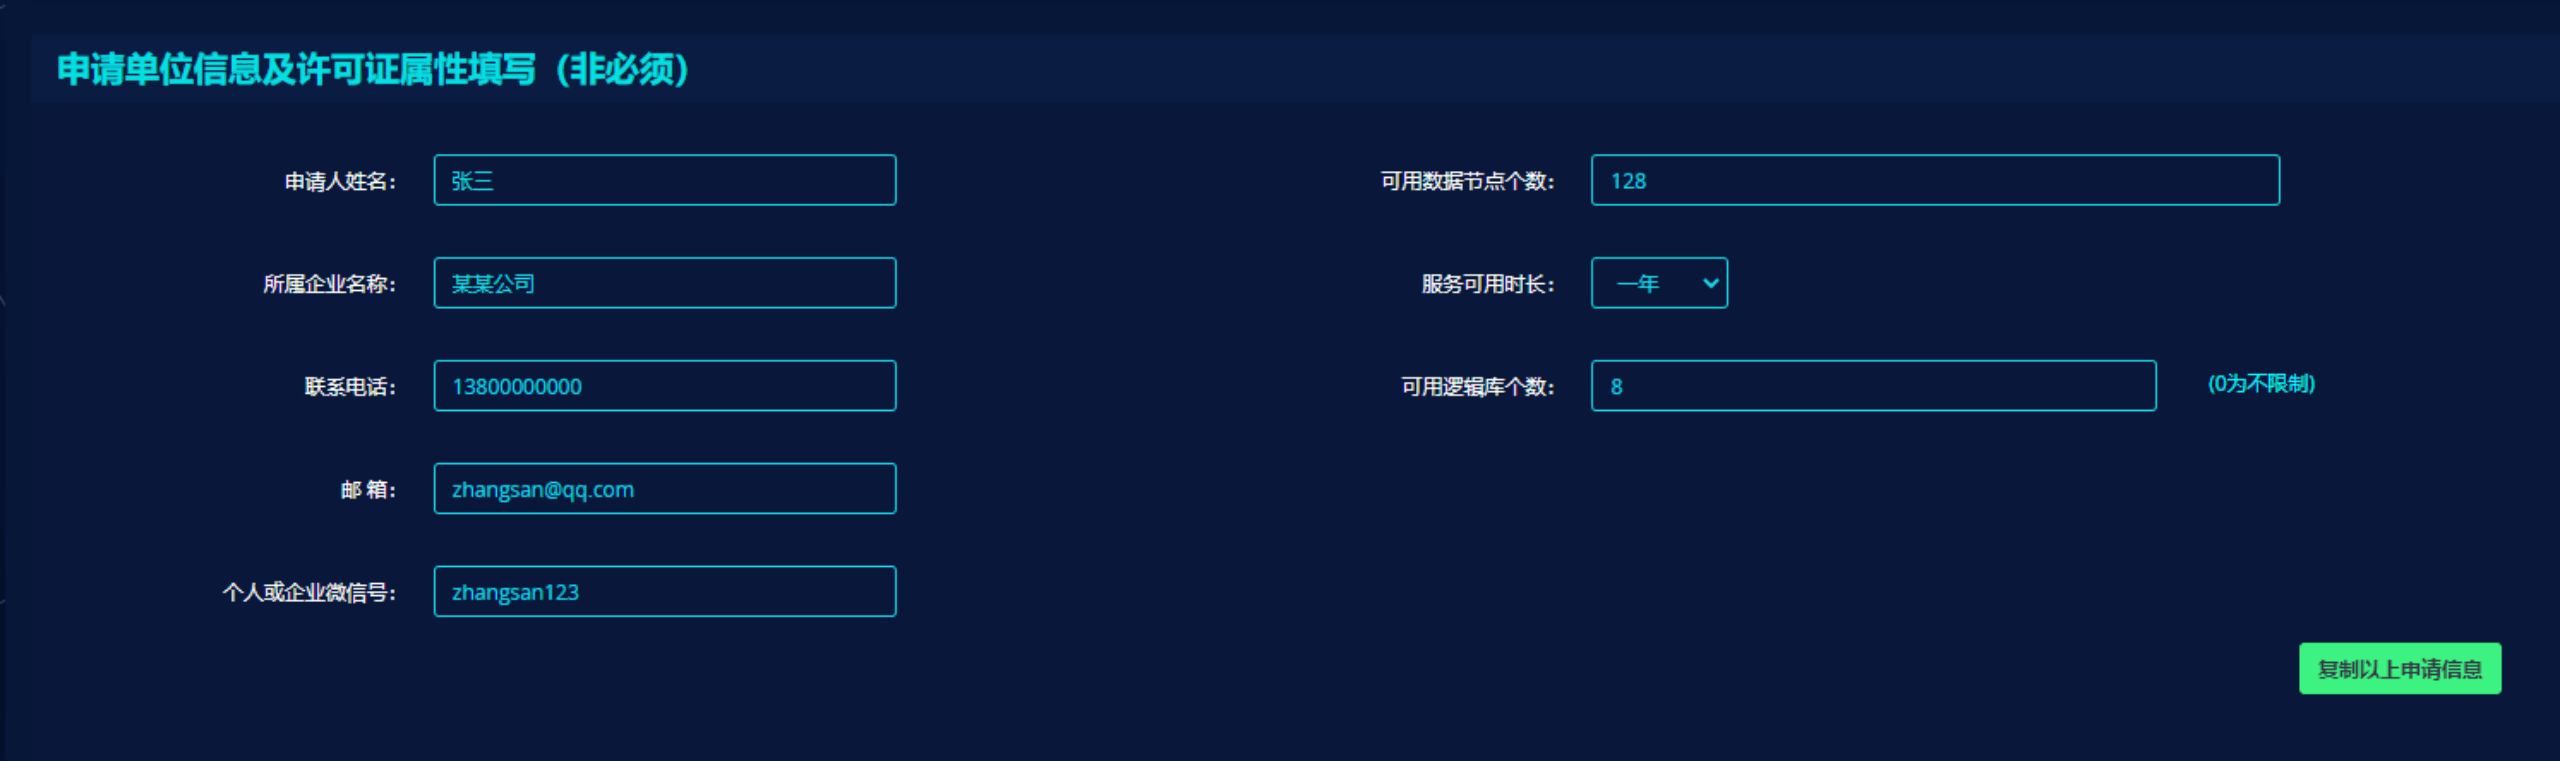 申请单位信息及许可证属性填写（非必须）
申请人姓名： 张三
可用数据节点个数： 128
所属企业名称： 某某公司
服务可用时长： 一年
联系电话： 13800000000
可用逻辑库个数： 8 (0为不限制)
邮 箱： zhangsan@qq.com
个人或企业微信号： zhangsan123
复制以上申请信息